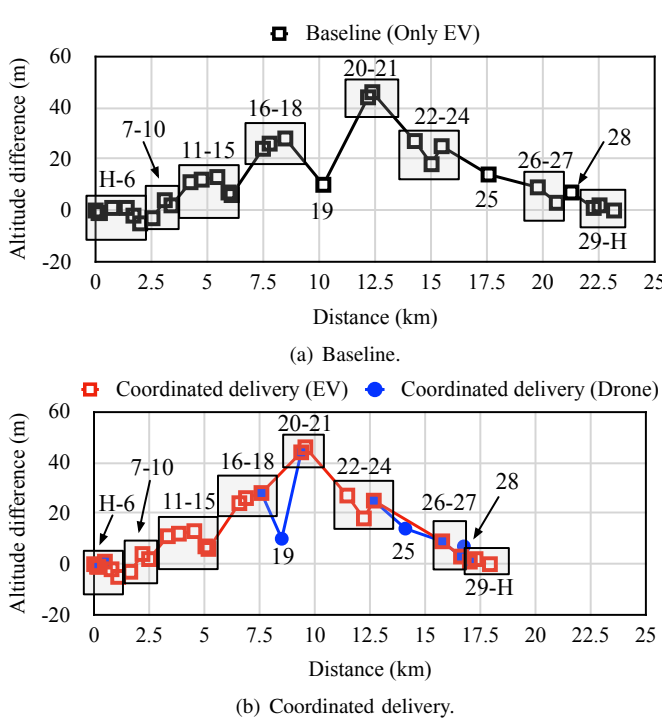 Baseline (Only EV)
Altitude difference (m)
60
40
20
0
-20
H-6
7-10
11-15
16-18
19
20-21
22-24
25
26-27
28
29-H
0 2.5 5 7.5 10 12.5 15 17.5 20 22.5 25
Distance (km)
(a) Baseline.
Coordinated delivery (EV) Coordinated delivery (Drone)
Altitude difference (m)
60
40
20
0
-20
H-6
7-10
11-15
16-18
19
20-21
22-24
25
26-27
28
29-H
0 2.5 5 7.5 10 12.5 15 17.5 20 22.5 25
Distance (km)
(b) Coordinated delivery.